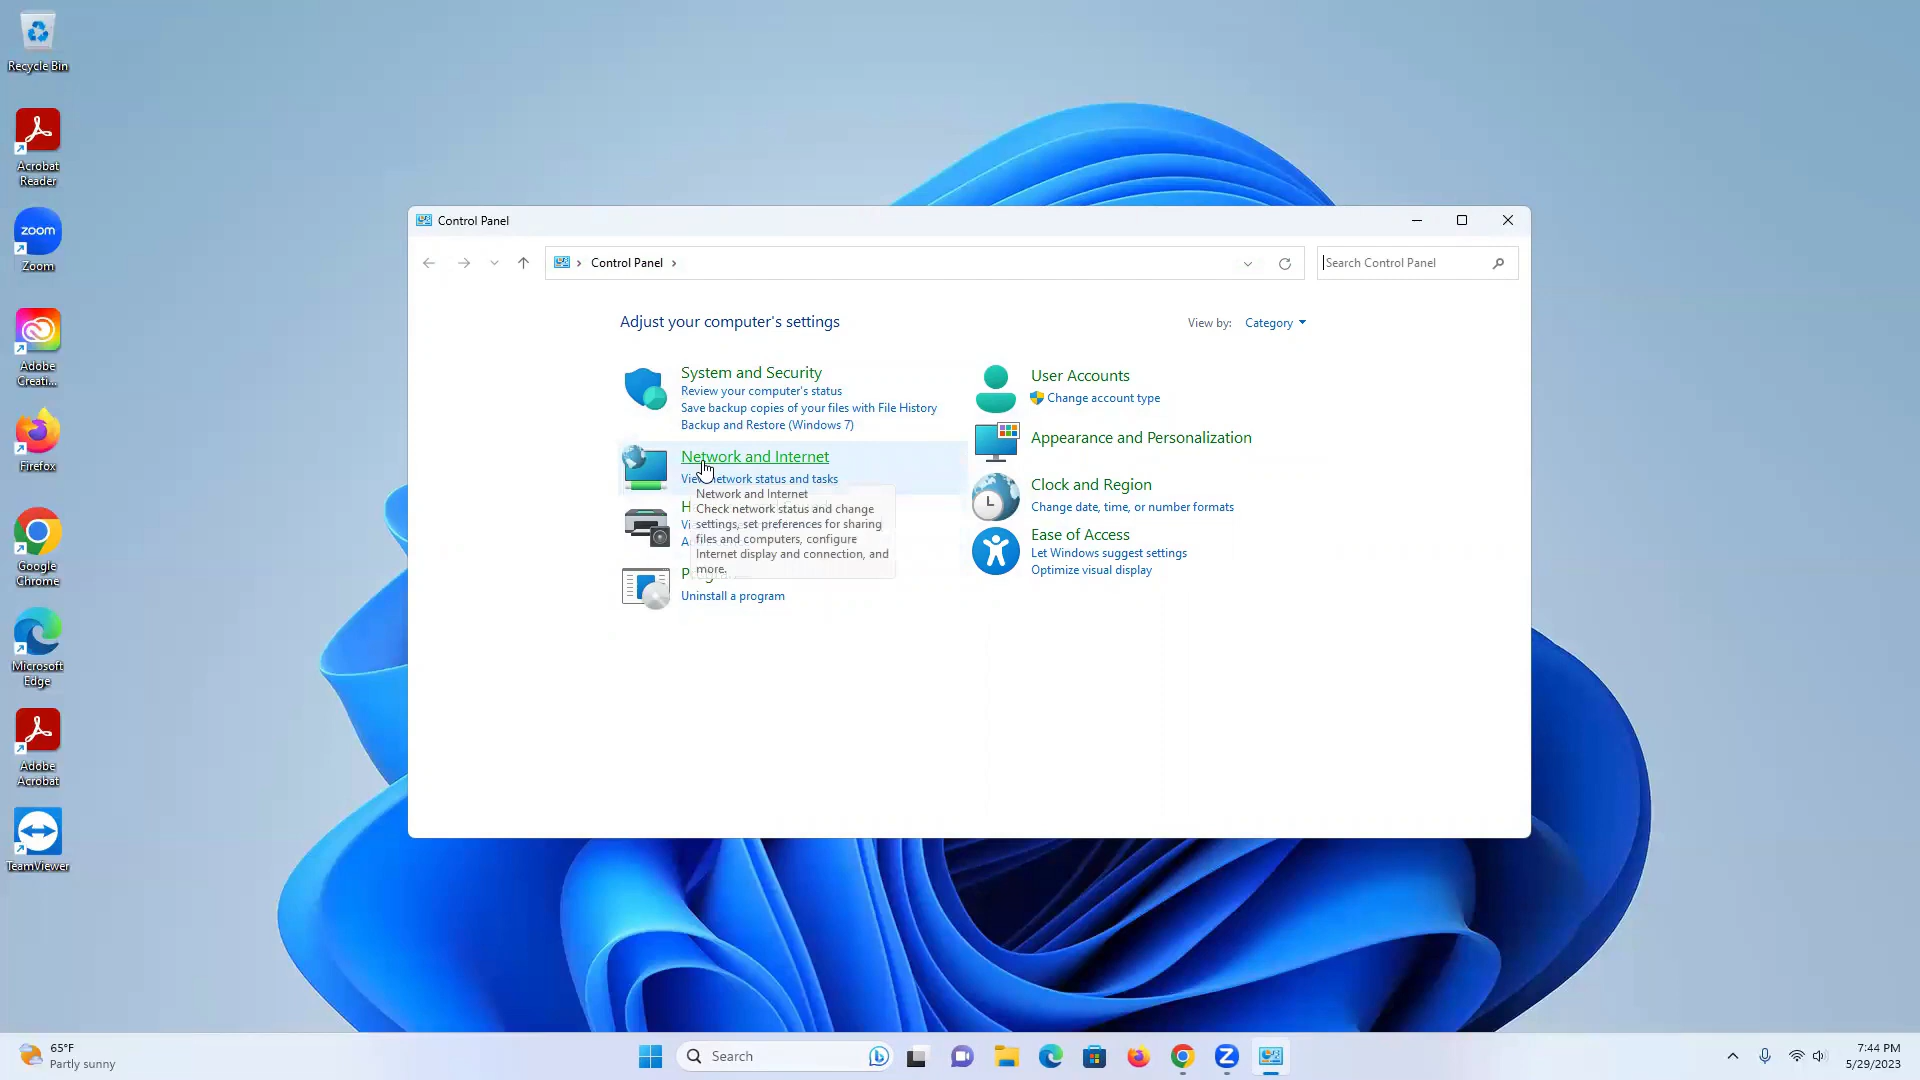 Recycle Bin
Acrobat
Reader
zoom
Zoom
Adobe
Creati...
Firefox
Google
Chrome
Microsoft
Edge
Adobe
Acrobat
TeamViewer
Control Panel
Control Panel
Search Control Panel
Adjust your computer's settings
View by: Category
System and Security
Review your computer's status
Save backup copies of your files with File History
Backup and Restore (Windows 7)
Network and Internet
network status and tasks
Network and Internet
Check network status and change
settings, set preferences for sharing
files and computers, configure
Internet display and connection, and
more.
Uninstall a program
User Accounts
Change account type
Appearance and Personalization
Clock and Region
Change date, time, or number formats
Ease of Access
Let Windows suggest settings
Optimize visual display
65°F
Partly sunny
Search
7:44 PM
5/29/2023